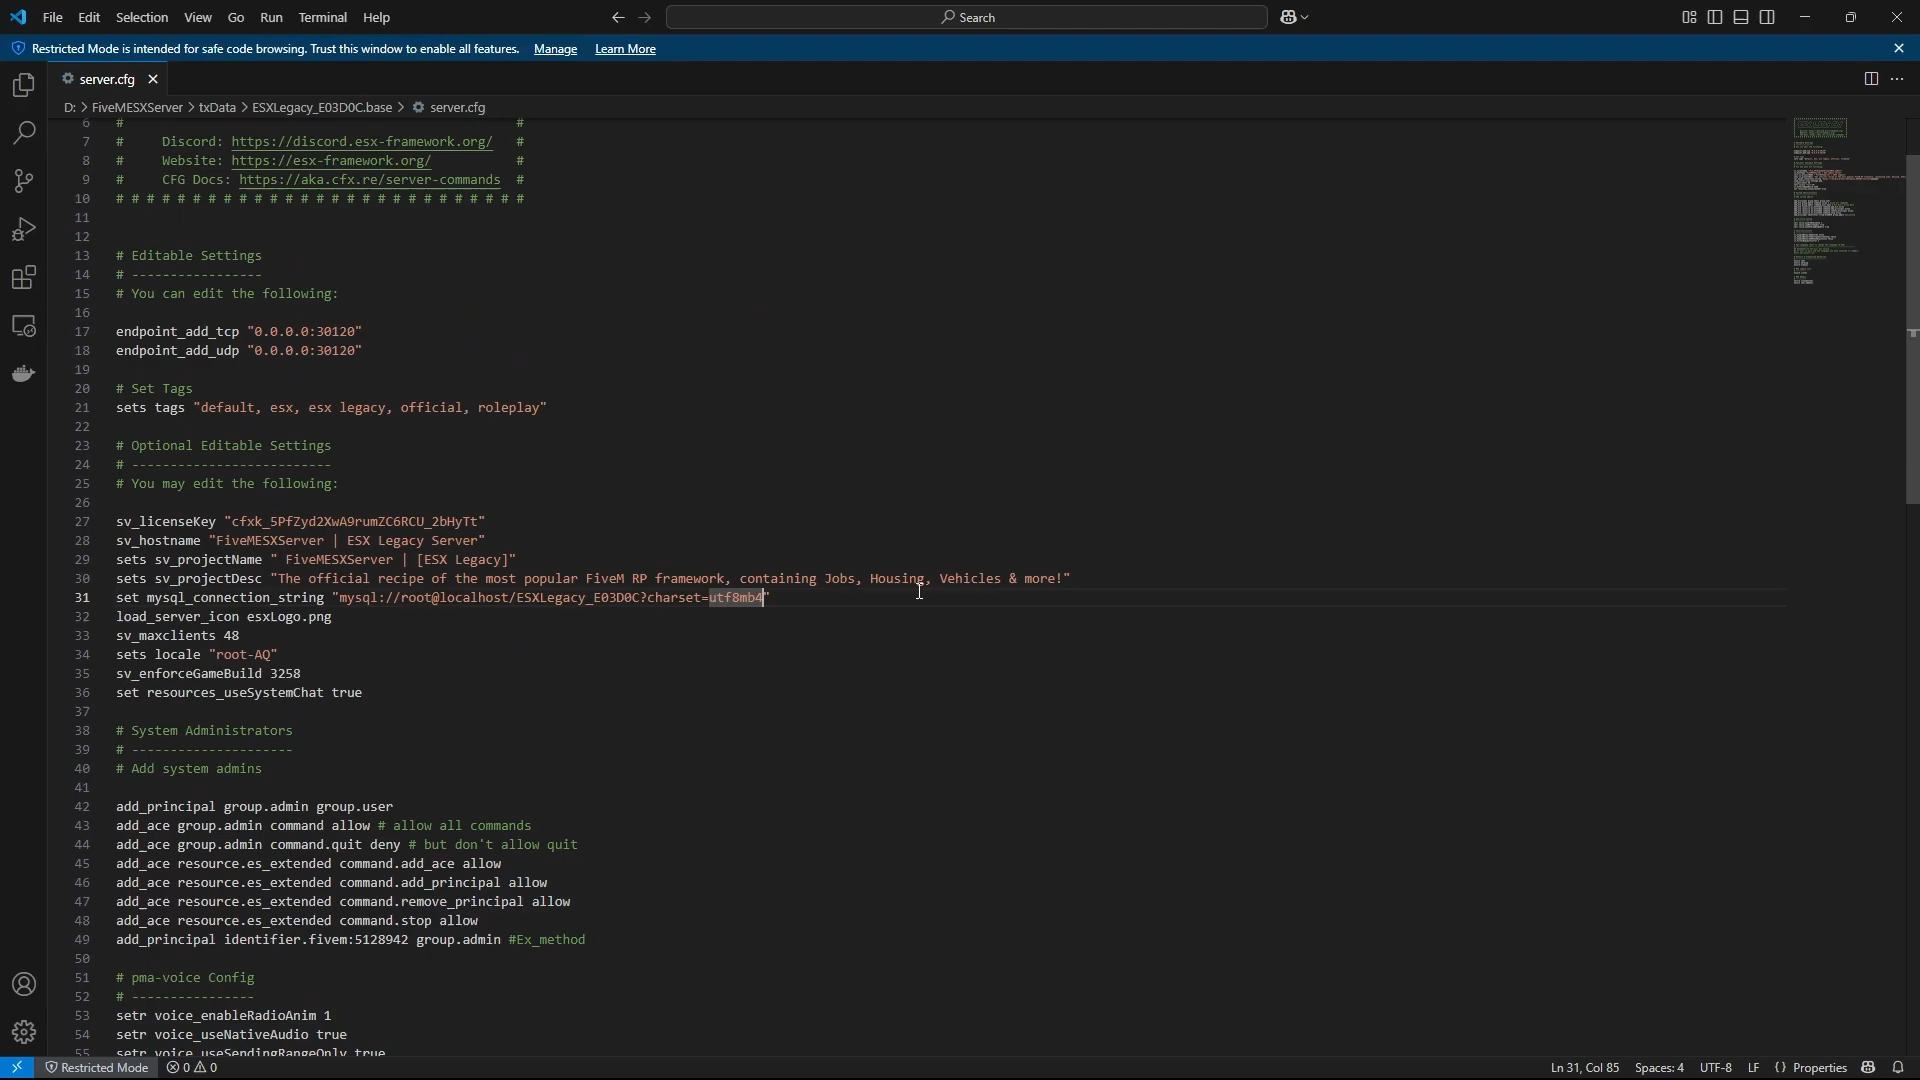 File Edit Selection View Go Run Terminal Help Search
Restricted Mode is intended for safe code browsing. Trust this window to enable all features. Manage Learn More
server.cfg
D: > FiveMESXServer > txData > ESXLegacy_E03D0C.base > server.cfg
6 # #
7 # Discord: https://discord.esx-framework.org/ #
8 # Website: https://esx-framework.org/ #
9 # CFG Docs: https://aka.cfx.re/server-commands #
10 # # # # # # # # # # # # # # # # # # # # # # # # # # #
11
12
13 # Editable Settings
14 # -----------------
15 # You can edit the following:
16
17 endpoint_add_tcp "0.0.0.0:30120"
18 endpoint_add_udp "0.0.0.0:30120"
19
20 # Set Tags
21 sets tags "default, esx, esx legacy, official, roleplay"
22
23 # Optional Editable Settings
24 # --------------------------
25 # You may edit the following:
26
27 sv_licenseKey "cfxk_5PfZyd2XwA9rumZC6RCU_2bHyTt"
28 sv_hostname "FiveMESXServer | ESX Legacy Server"
29 sets sv_projectName " FiveMESXServer | [ESX Legacy]"
30 sets sv_projectDesc "The official recipe of the most popular FiveM RP framework, containing Jobs, Housing, Vehicles & more!"
31 set mysql_connection_string "mysql://root@localhost/ESXLegacy_E03D0C?charset=utf8mb4"
32 load_server_icon esxLogo.png
33 sv_maxclients 48
34 sets locale "root-AQ"
35 sv_enforceGameBuild 3258
36 set resources_useSystemChat true
37
38 # System Administrators
39 # ---------------------
40 # Add system admins
41
42 add_principal group.admin group.user
43 add_ace group.admin command allow # allow all commands
44 add_ace group.admin command.quit deny # but don't allow quit
45 add_ace resource.es_extended command.add_ace allow
46 add_ace resource.es_extended command.add_principal allow
47 add_ace resource.es_extended command.remove_principal allow
48 add_ace resource.es_extended command.stop allow
49 add_principal identifier.fivem:5128942 group.admin #Ex_method
50
51 # pma-voice Config
52 # ----------------
53 setr voice_enableRadioAnim 1
54 setr voice_useNativeAudio true
55 setr voice_useSendingRangeOnly true
Restricted Mode 0 0 Ln 31, Col 85 Spaces: 4 UTF-8 LF {} Properties